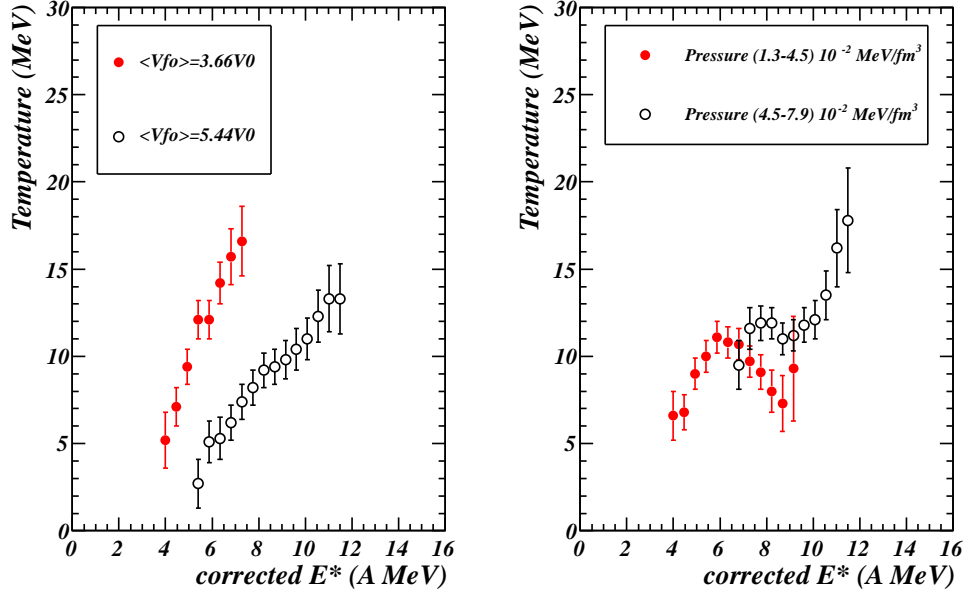 Temperature (MeV)
30
25
20
15
10
5
0
<Vfo>=3.66V0
<Vfo>=5.44V0
0 2 4 6 8 10 12 14 16
corrected E* (A MeV)
Temperature (MeV)
30
25
20
15
10
5
0
Pressure (1.3-4.5) 10⁻² MeV/fm³
Pressure (4.5-7.9) 10⁻² MeV/fm³
0 2 4 6 8 10 12 14 16
corrected E* (A MeV)